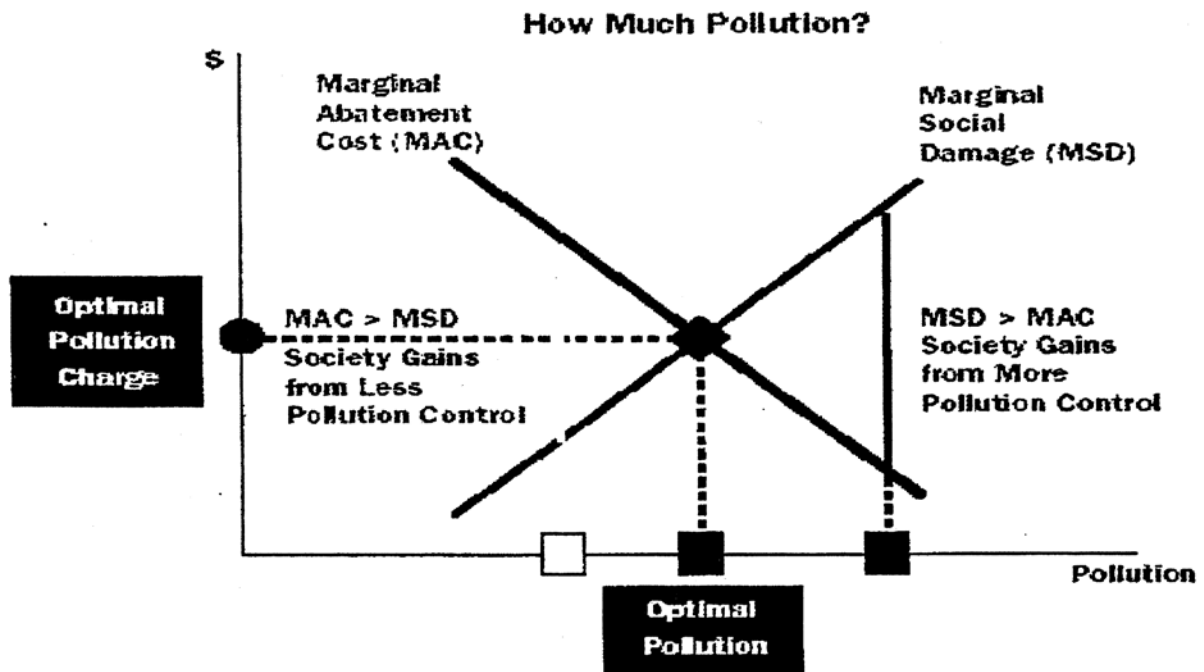 How Much Pollution?
$
Marginal
Abatement
Cost (MAC)
Marginal
Social
Damage (MSD)
Optimal
Pollution
Charge
MAC > MSD
Society Gains
from Less
Pollution Control
MSD > MAC
Society Gains
from More
Pollution Control
Pollution
Optimal
Pollution